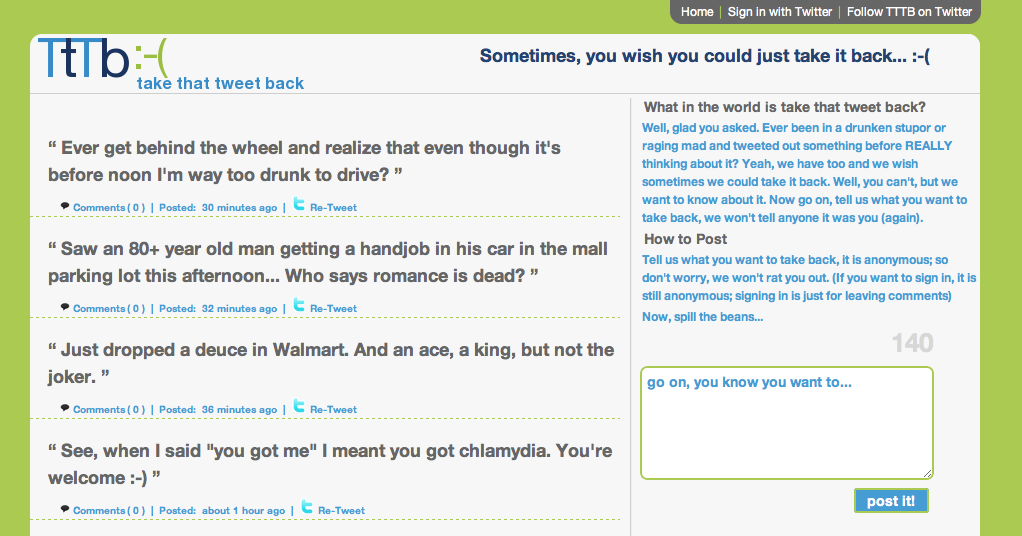 Home | Sign in with Twitter | Follow TTTB on Twitter
TtTb :-(
take that tweet back
Sometimes, you wish you could just take it back... :-(
“ Ever get behind the wheel and realize that even though it's
before noon I'm way too drunk to drive? ”
Comments ( 0 ) | Posted: 30 minutes ago | t Re-Tweet
“ Saw an 80+ year old man getting a handjob in his car in the mall
parking lot this afternoon... Who says romance is dead? ”
Comments ( 0 ) | Posted: 32 minutes ago | t Re-Tweet
“ Just dropped a deuce in Walmart. And an ace, a king, but not the
joker. ”
Comments ( 0 ) | Posted: 36 minutes ago | t Re-Tweet
“ See, when I said "you got me" I meant you got chlamydia. You're
welcome :-) ”
Comments ( 0 ) | Posted: about 1 hour ago | t Re-Tweet
What in the world is take that tweet back?
Well, glad you asked. Ever been in a drunken stupor or
raging mad and tweeted out something before REALLY
thinking about it? Yeah, we have too and we wish
sometimes we could take it back. Well, you can't, but we
want to know about it. Now go on, tell us what you want to
take back, we won't tell anyone it was you (again).
How to Post
Tell us what you want to take back, it is anonymous; so
don't worry, we won't rat you out. (If you want to sign in, it is
still anonymous; signing in is just for leaving comments)
Now, spill the beans...
140
go on, you know you want to...
post it!